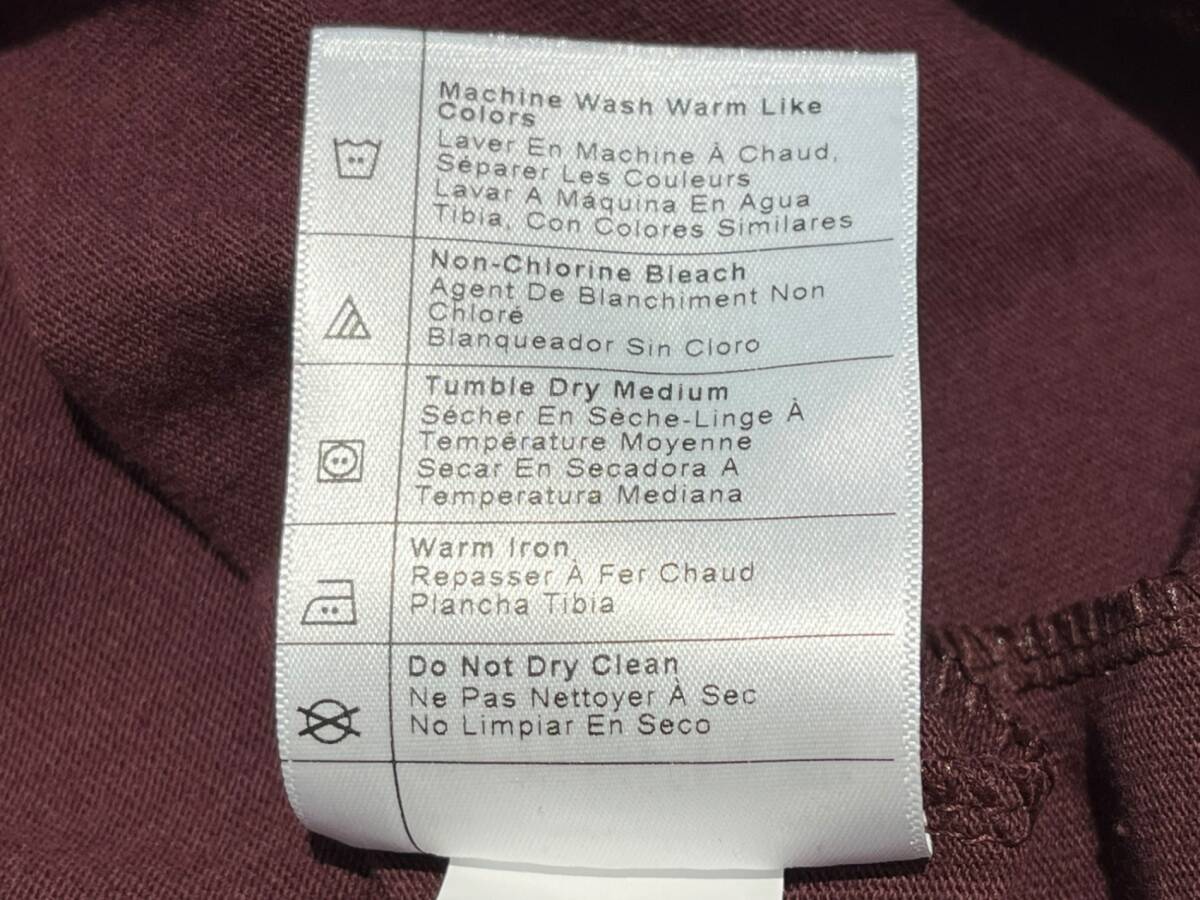 Machine Wash Warm Like
Colors
Laver En Machine À Chaud,
Séparer Les Couleurs
Lavar A Máquina En Agua
Tibia, Con Colores Similares
Non-Chlorine Bleach
Agent De Blanchiment Non
Chloré
Blanqueador Sin Cloro
Tumble Dry Medium
Sécher En Sèche-Linge À
Température Moyenne
Secar En Secadora A
Temperatura Mediana
Warm Iron
Repasser À Fer Chaud
Plancha Tibia
Do Not Dry Clean
Ne Pas Nettoyer À Sec
No Limpiar En Seco